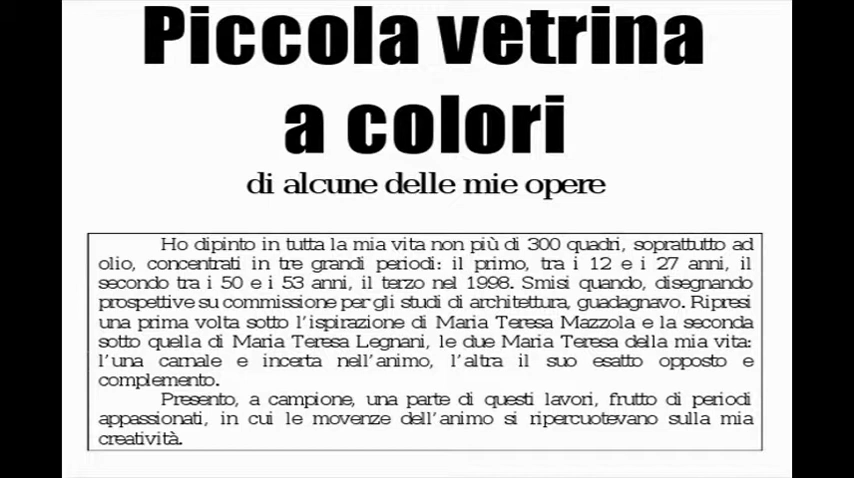 Piccola vetrina
a colori
di alcune delle mie opere
Ho dipinto in tutta la mia vita non più di 300 quadri, soprattutto ad
olio, concentrati in tre grandi periodi: il primo, tra i 12 e i 27 anni, il
secondo tra i 50 e i 53 anni, il terzo nel 1998. Smisi quando, disegnando
prospettive su commissione per gli studi di architettura, guadagnavo. Ripresi
una prima volta sotto l'ispirazione di Maria Teresa Mazzola e la seconda
sotto quella di Maria Teresa Legnani, le due Maria Teresa della mia vita:
l'una carnale e incerta nell'animo, l'altra il suo esatto opposto e
complemento.
Presento, a campione, una parte di questi lavori, frutto di periodi
appassionati, in cui le movenze dell'animo si ripercuotevano sulla mia
creatività.